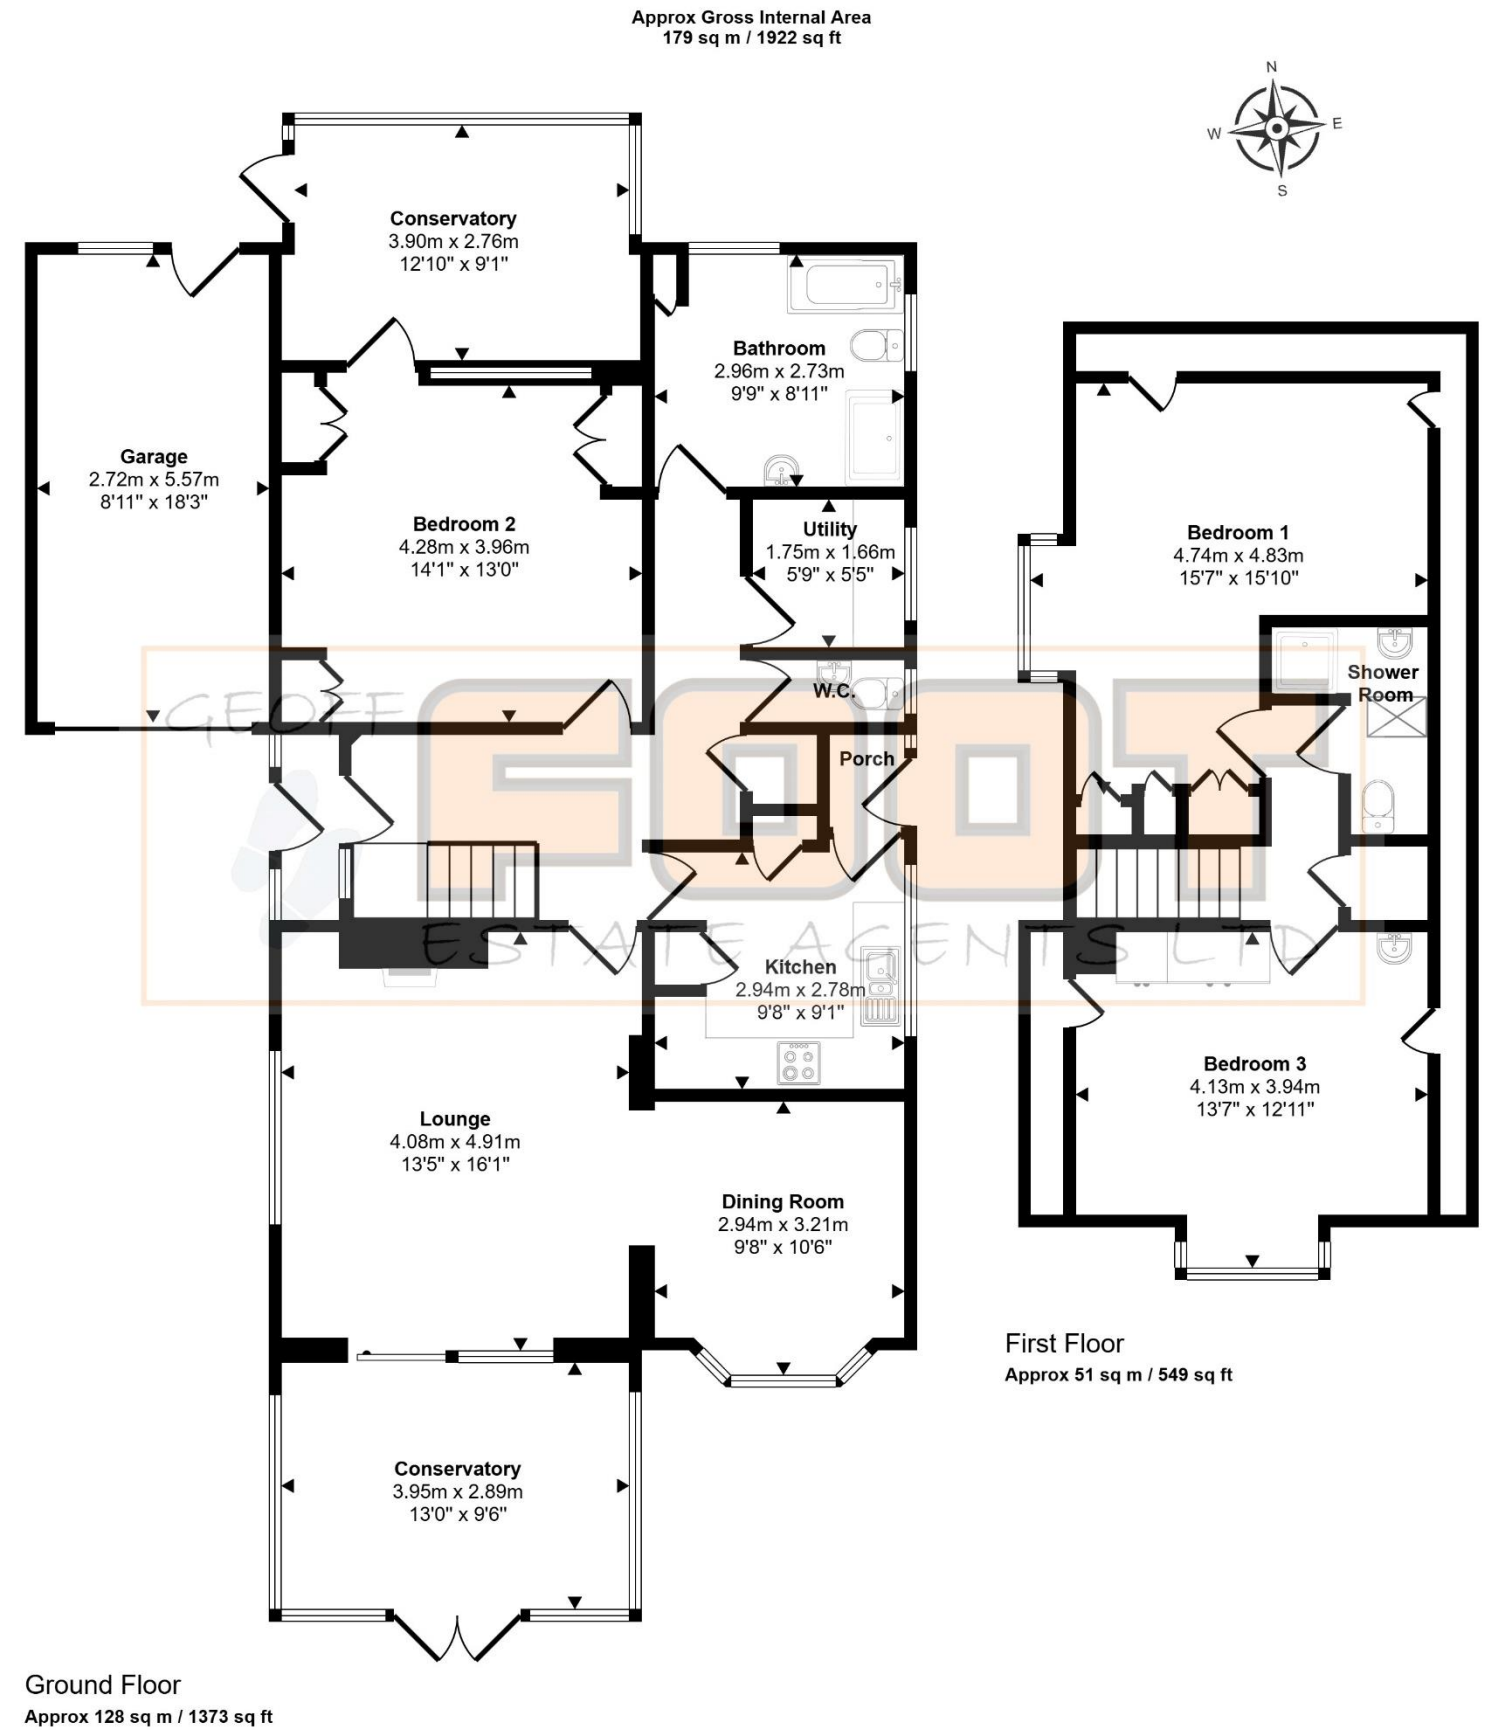 Approx Gross Internal Area
179 sq m / 1922 sq ft
N
W
E
S
Conservatory
3.90m x 2.76m
12'10" x 9'1"
Bathroom
2.96m x 2.73m
9'9" x 8'11"
Garage
2.72m x 5.57m
8'11" x 18'3"
Bedroom 2
4.28m x 3.96m
14'1" x 13'0"
Utility
1.75m x 1.66m
5'9" x 5'5"
W.C.
Porch
Kitchen
2.94m x 2.78m
9'8" x 9'1"
Lounge
4.08m x 4.91m
13'5" x 16'1"
Dining Room
2.94m x 3.21m
9'8" x 10'6"
Conservatory
3.95m x 2.89m
13'0" x 9'6"
Bedroom 1
4.74m x 4.83m
15'7" x 15'10"
Shower
Room
Bedroom 3
4.13m x 3.94m
13'7" x 12'11"
GEOFF
FOOT
ESTATE AGENTS LTD
First Floor
Approx 51 sq m / 549 sq ft
Ground Floor
Approx 128 sq m / 1373 sq ft